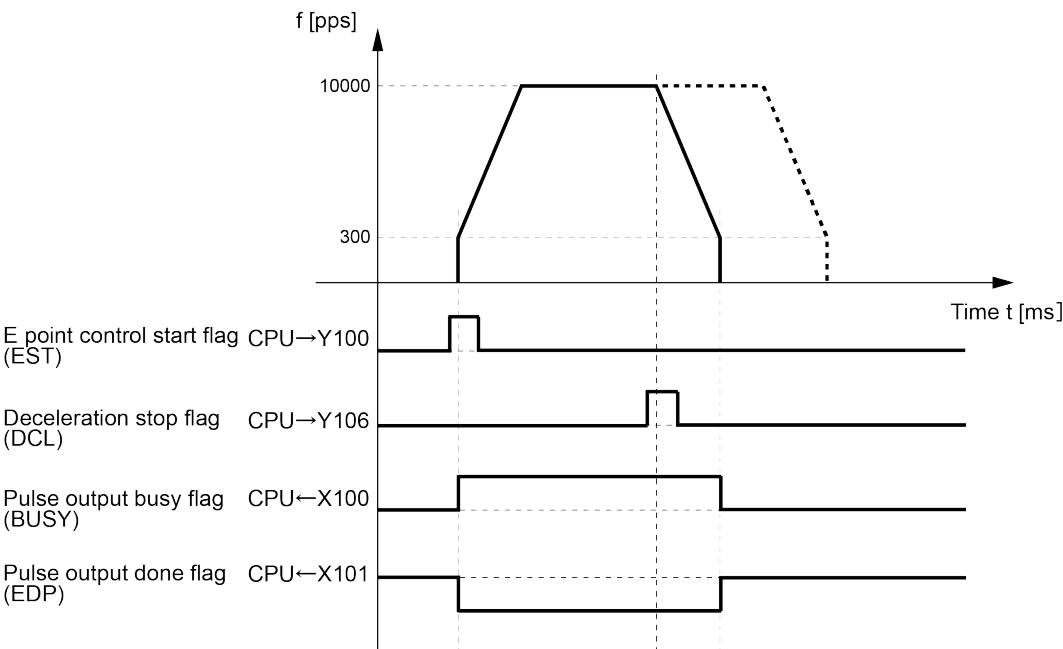 f [pps]
10000
300
Time t [ms]
E point control start flag CPU→Y100
(EST)
Deceleration stop flag CPU→Y106
(DCL)
Pulse output busy flag CPU←X100
(BUSY)
Pulse output done flag CPU←X101
(EDP)